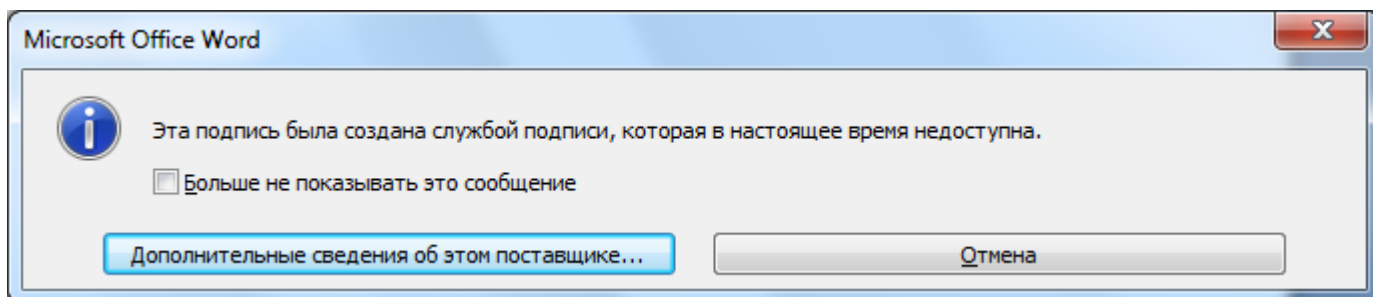 Microsoft Office Word
Эта подпись была создана службой подписи, которая в настоящее время недоступна.
Больше не показывать это сообщение
Дополнительные сведения об этом поставщике...
Отмена